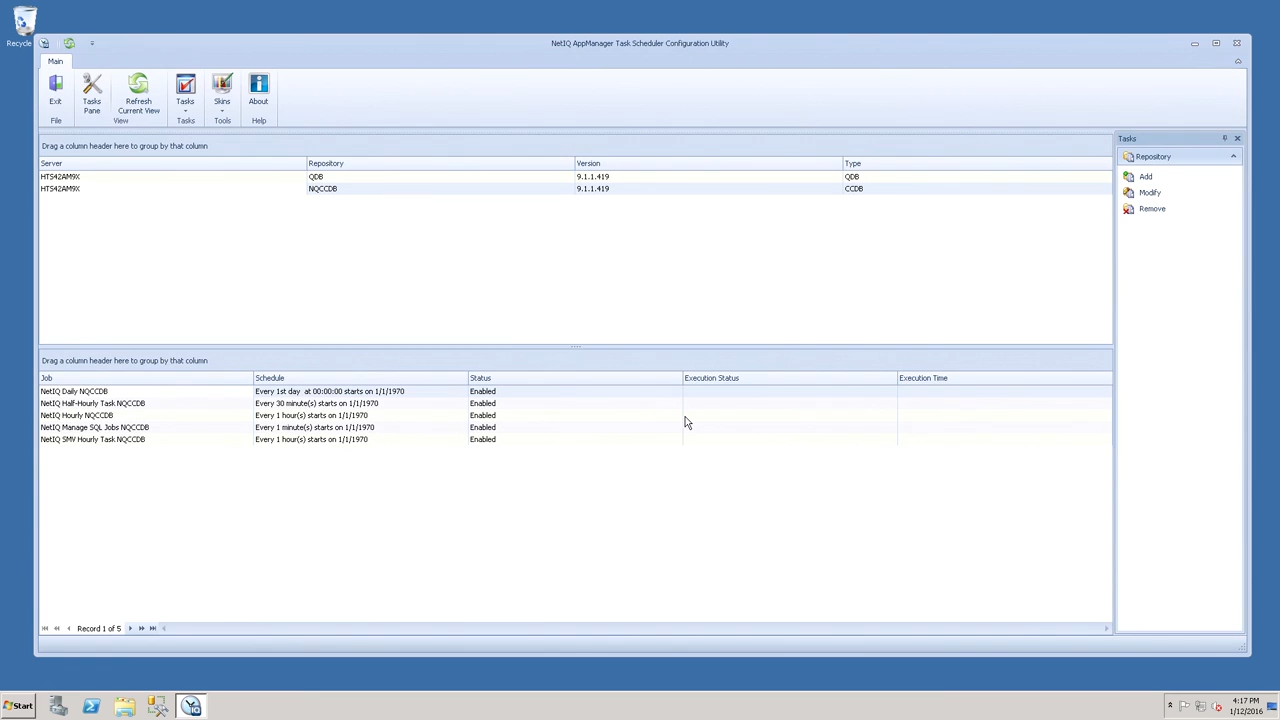 Recycle
NetIQ AppManager Task Scheduler Configuration Utility
Main
Exit
Tasks Pane
Refresh Current View
Tasks
Skins
About
File
View
Tasks
Tools
Help
Drag a column header here to group by that column
Server Repository Version Type
HTS42AM9X QDB 9.1.1.419 QDB
HTS42AM9X NQCCDB 9.1.1.419 CCDB
Tasks
Repository
Add
Modify
Remove
Drag a column header here to group by that column
Job Schedule Status Execution Status Execution Time
NetIQ Daily NQCCDB Every 1st day at 00:00:00 starts on 1/1/1970 Enabled
NetIQ Half-Hourly Task NQCCDB Every 30 minute(s) starts on 1/1/1970 Enabled
NetIQ Hourly NQCCDB Every 1 hour(s) starts on 1/1/1970 Enabled
NetIQ Manage SQL Jobs NQCCDB Every 1 minute(s) starts on 1/1/1970 Enabled
NetIQ SMV Hourly Task NQCCDB Every 1 hour(s) starts on 1/1/1970 Enabled
Record 1 of 5
Start
4:17 PM
1/12/2016